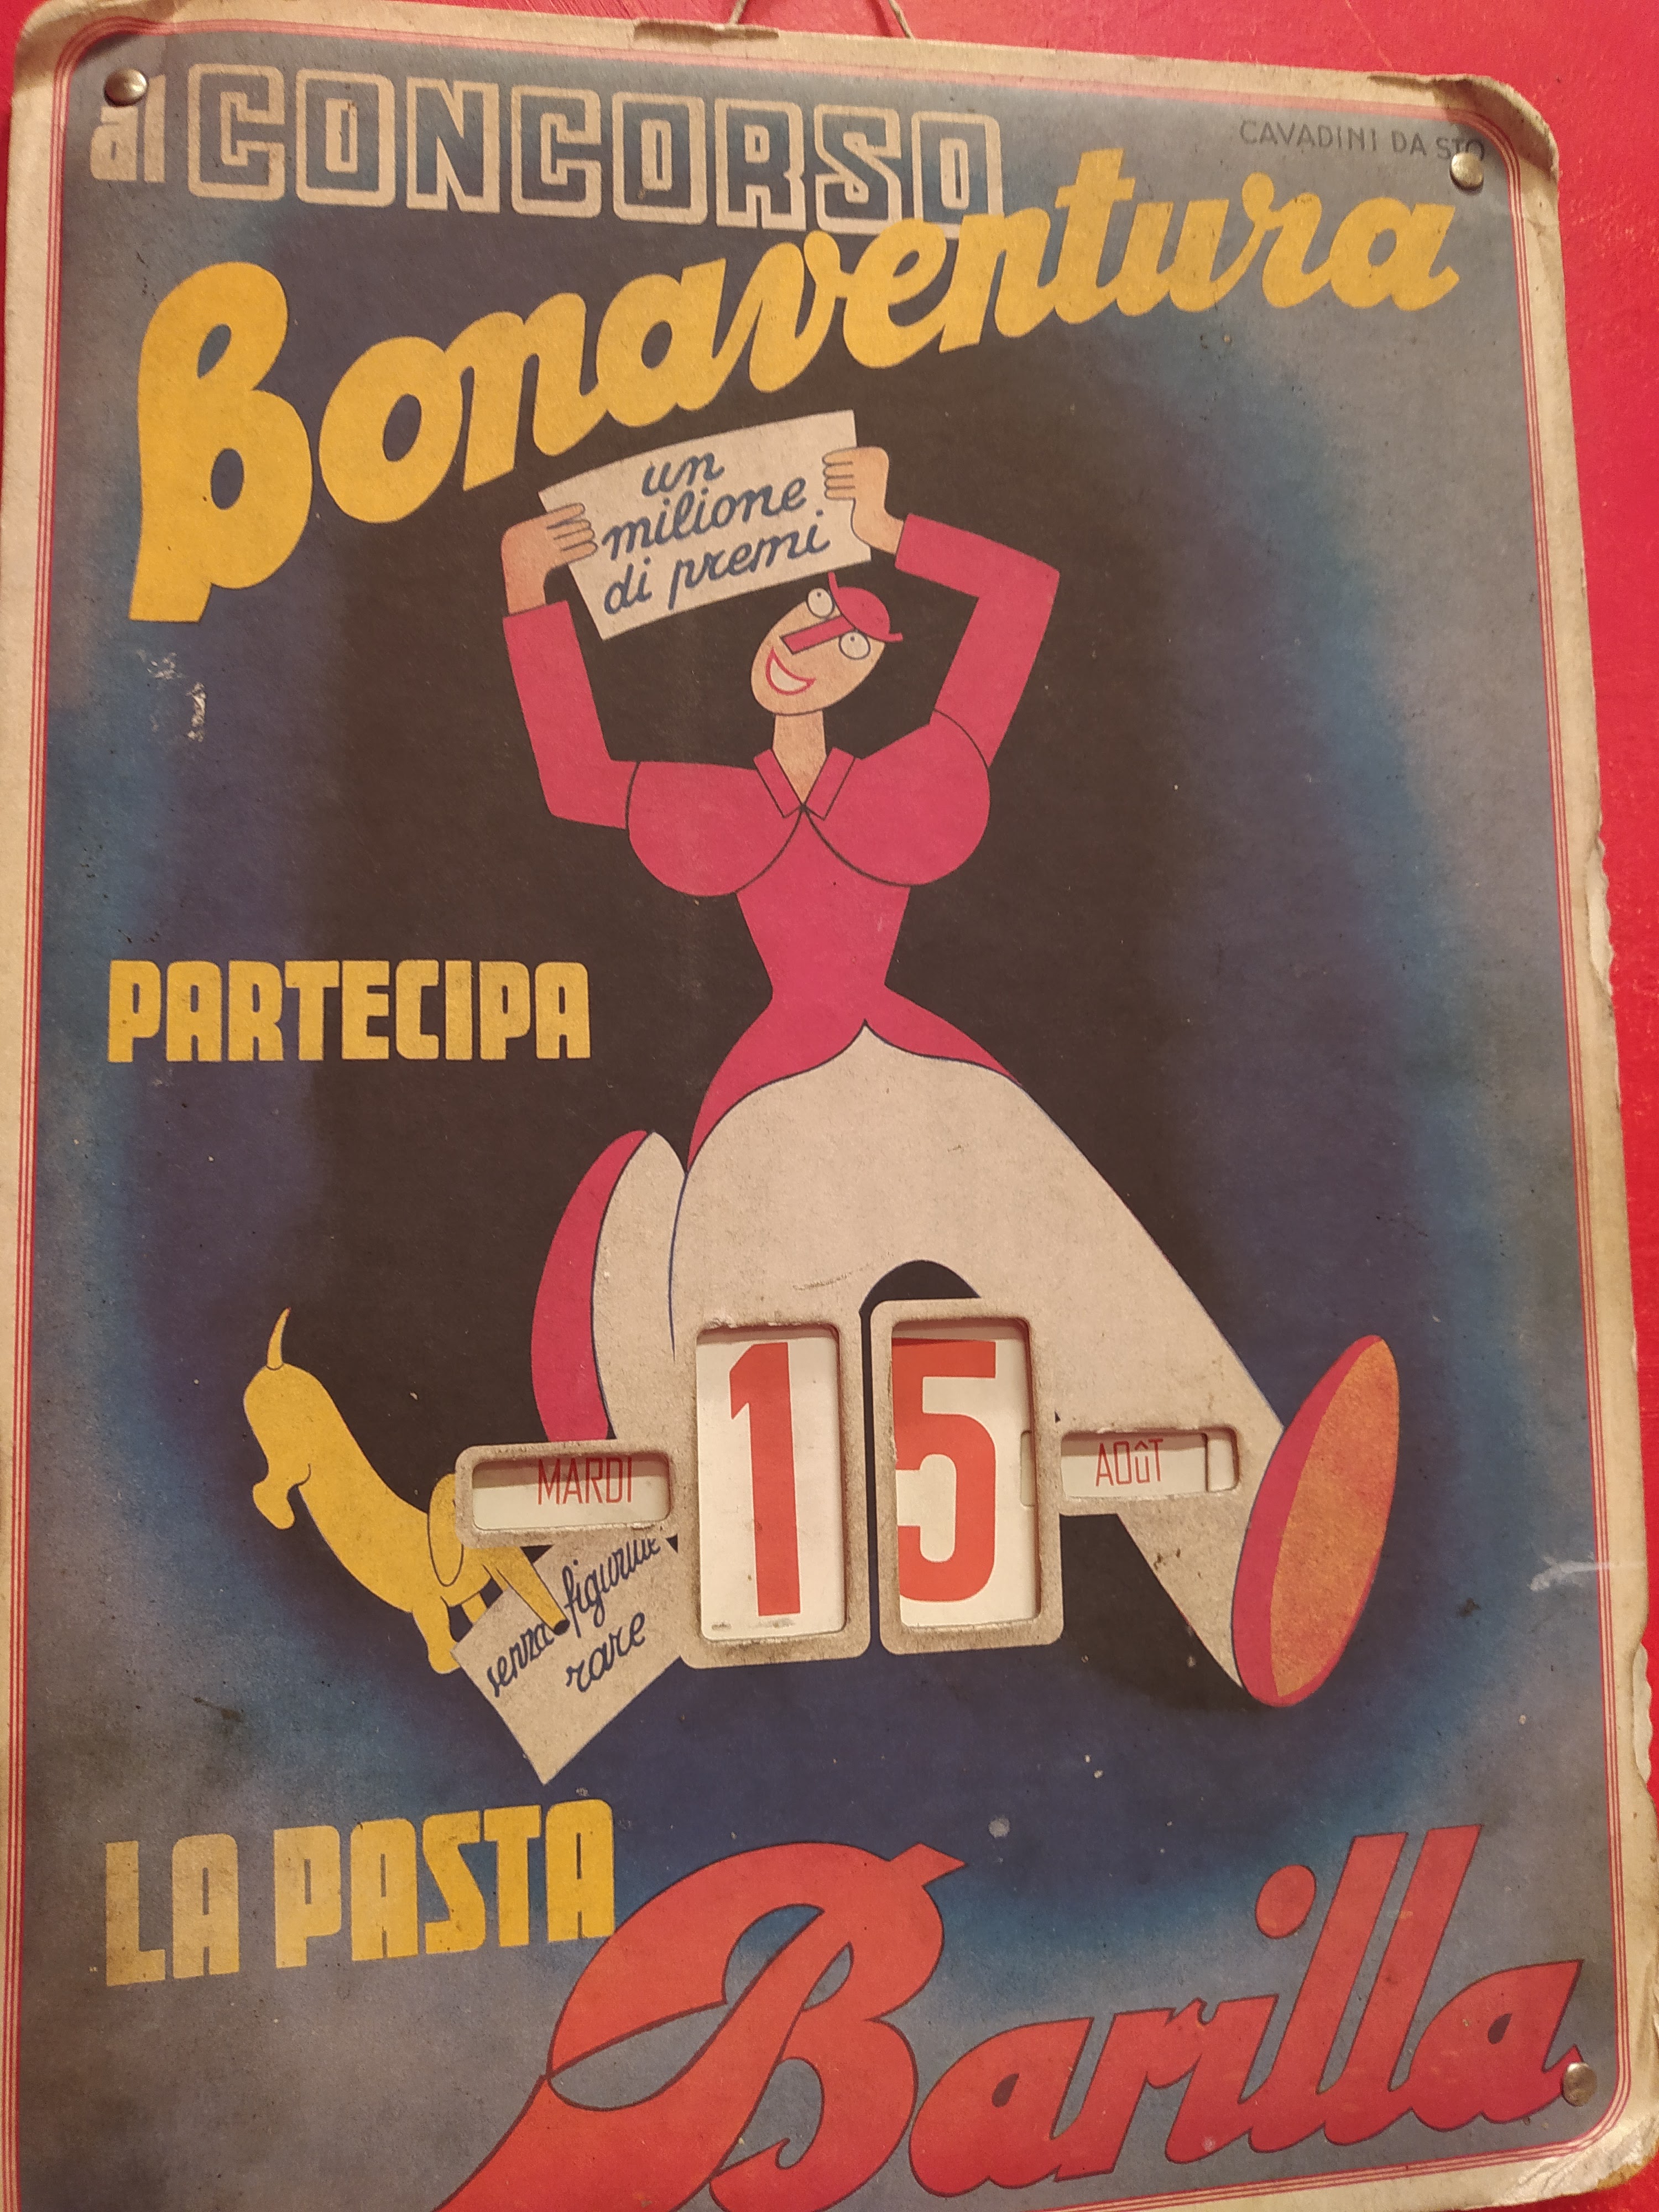 al CONCORSO
CAVADINI DA STO
Bonaventura
un
milione
di premi
PARTECIPA
MARDI 15 AOÛT
senza figurine
rare
LA PASTA
Barilla